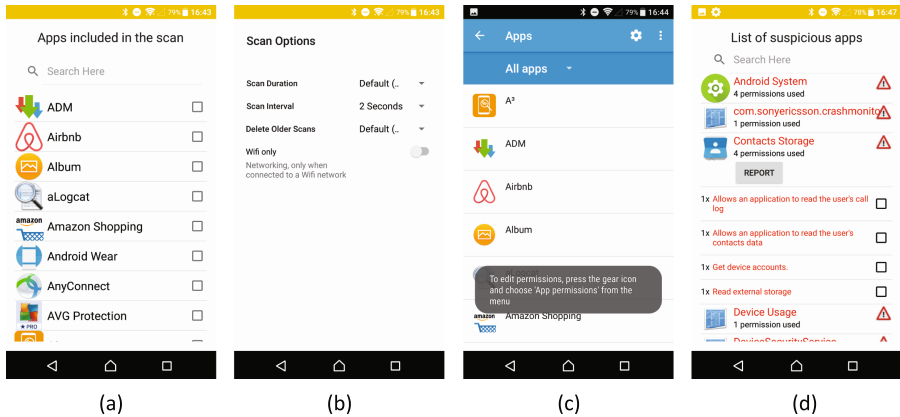 79% 16:43
Apps included in the scan
Search Here
ADM
Airbnb
Album
aLogcat
amazon
Amazon Shopping
Android Wear
AnyConnect
AVG Protection
★ PRO
(a)
79% 16:43
Scan Options
Scan Duration Default (..
Scan Interval 2 Seconds
Delete Older Scans Default (..
Wifi only
Networking, only when
connected to a Wifi network
(b)
79% 16:44
Apps
All apps
A³
ADM
Airbnb
Album
To edit permissions, press the gear icon
and choose 'App permissions' from the
menu
amazon
Amazon Shopping
(c)
78% 16:47
List of suspicious apps
Search Here
Android System
4 permissions used
com.sonyericsson.crashmonitor
1 permission used
Contacts Storage
4 permissions used
REPORT
1x Allows an application to read the user's call
log
1x Allows an application to read the user's
contacts data
1x Get device accounts.
1x Read external storage
Device Usage
1 permission used
DeviceSecurityService
(d)